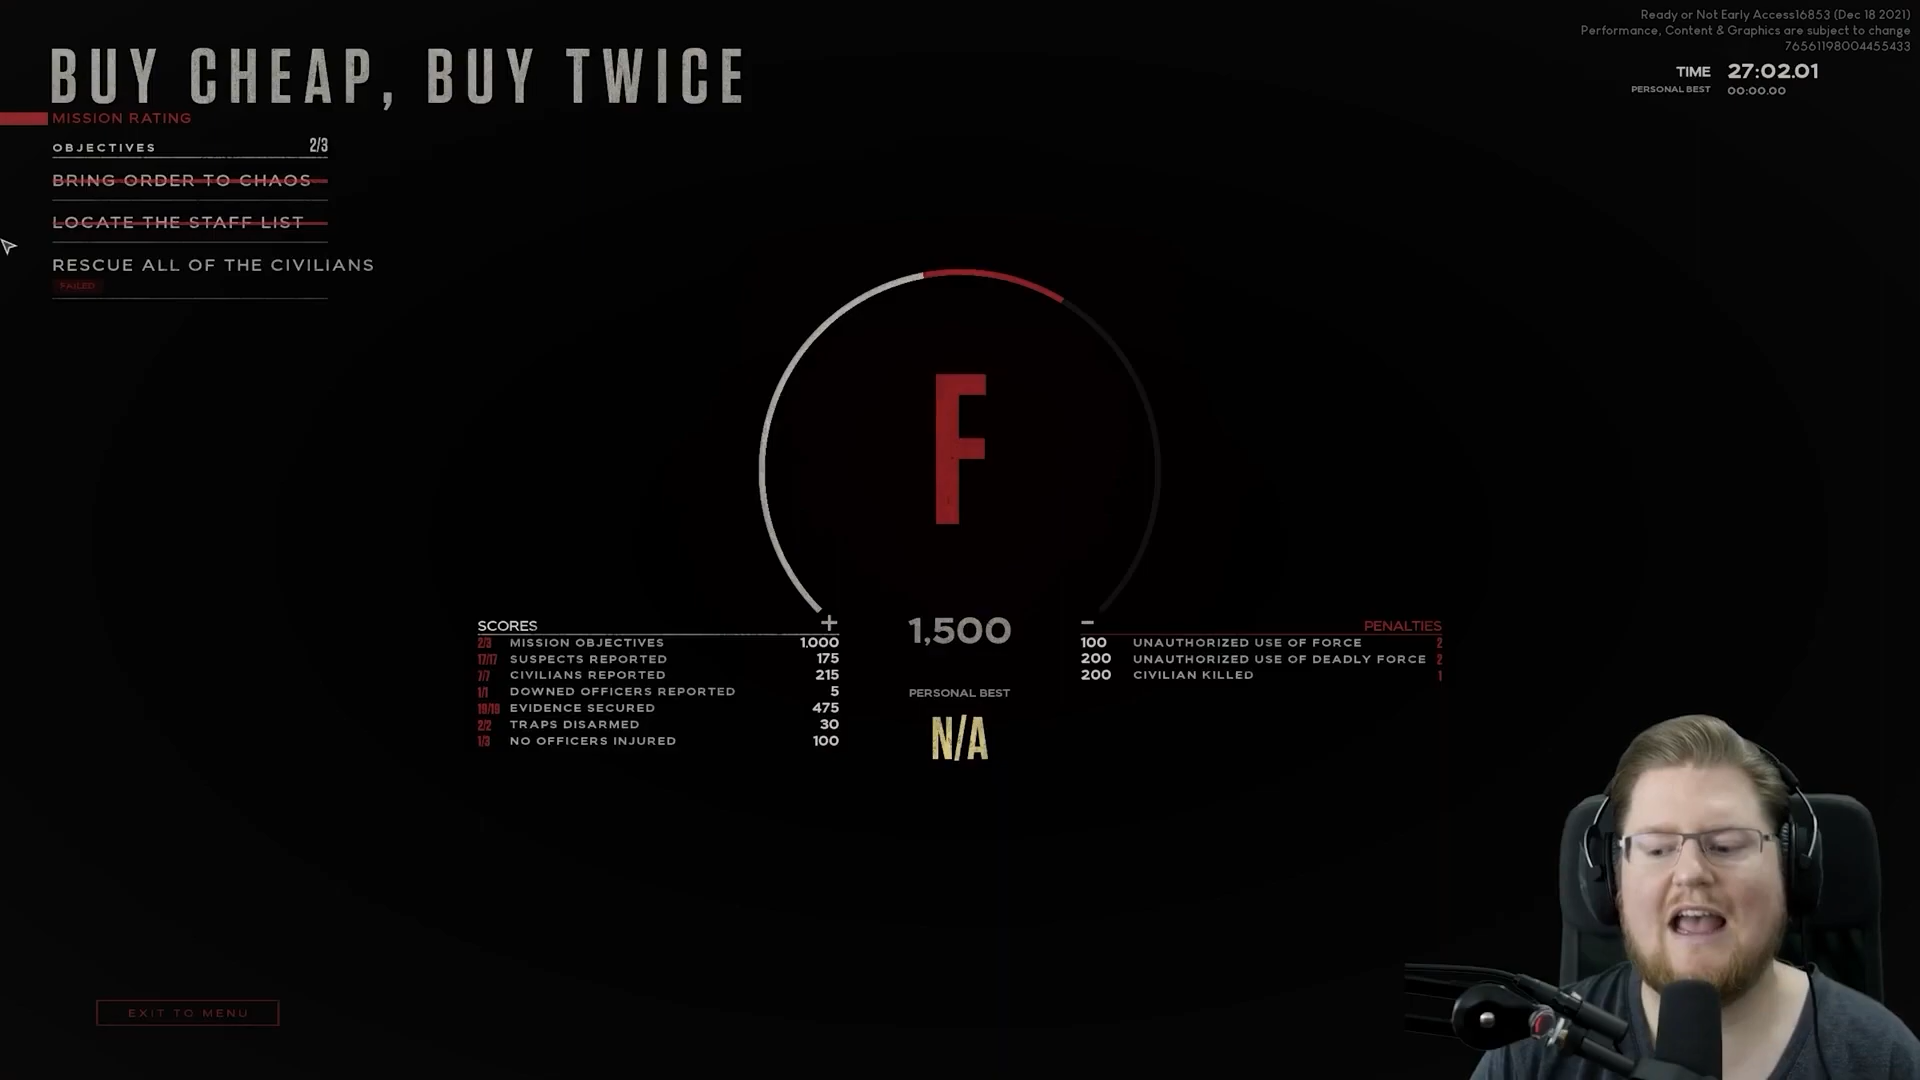 Ready or Not Early Access16853 (Dec 18 2021)
Performance, Content & Graphics are subject to change
76561198004455433
BUY CHEAP, BUY TWICE
TIME 27:02.01
PERSONAL BEST 00:00.00
MISSION RATING
OBJECTIVES 2/3
BRING ORDER TO CHAOS
LOCATE THE STAFF LIST
RESCUE ALL OF THE CIVILIANS
FAILED
F
1,500
PERSONAL BEST
N/A
SCORES +
2/3 MISSION OBJECTIVES 1.000
17/17 SUSPECTS REPORTED 175
7/7 CIVILIANS REPORTED 215
1/1 DOWNED OFFICERS REPORTED 5
19/19 EVIDENCE SECURED 475
2/2 TRAPS DISARMED 30
1/3 NO OFFICERS INJURED 100
− PENALTIES
100 UNAUTHORIZED USE OF FORCE 2
200 UNAUTHORIZED USE OF DEADLY FORCE 2
200 CIVILIAN KILLED 1
EXIT TO MENU